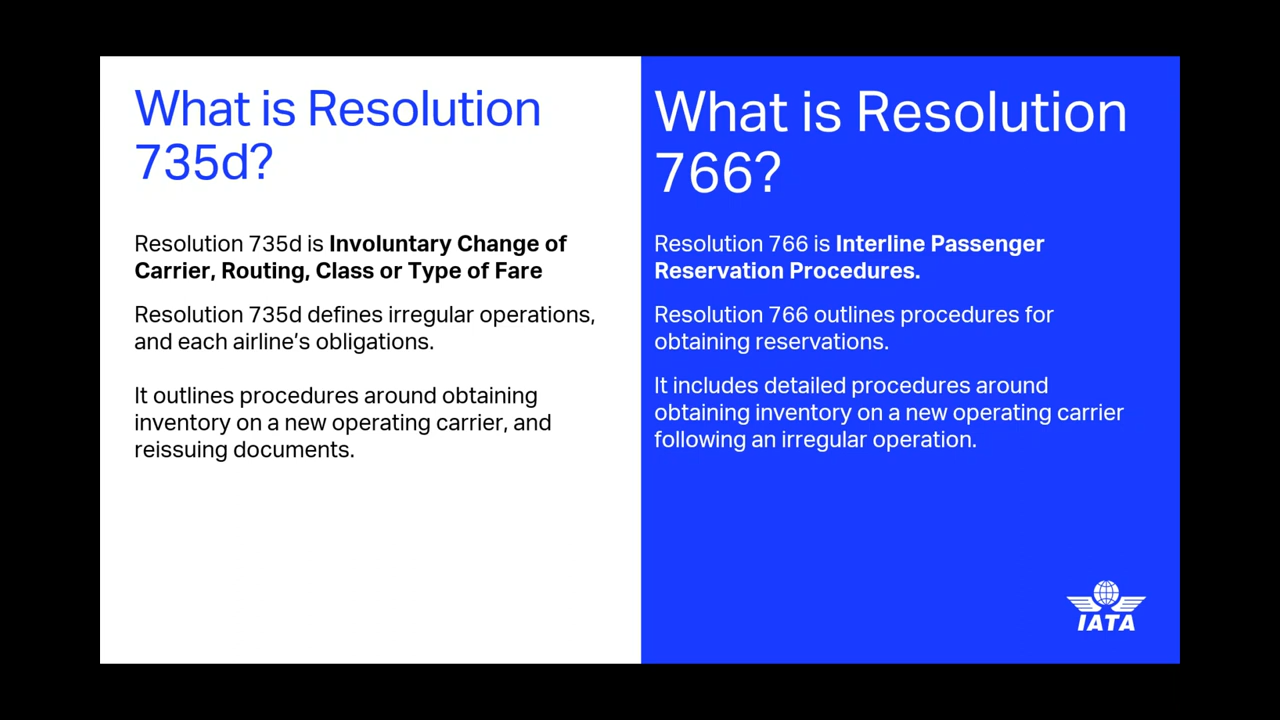 What is Resolution
735d?
Resolution 735d is Involuntary Change of
Carrier, Routing, Class or Type of Fare
Resolution 735d defines irregular operations,
and each airline’s obligations.
It outlines procedures around obtaining
inventory on a new operating carrier, and
reissuing documents.
What is Resolution
766?
Resolution 766 is Interline Passenger
Reservation Procedures.
Resolution 766 outlines procedures for
obtaining reservations.
It includes detailed procedures around
obtaining inventory on a new operating carrier
following an irregular operation.
IATA